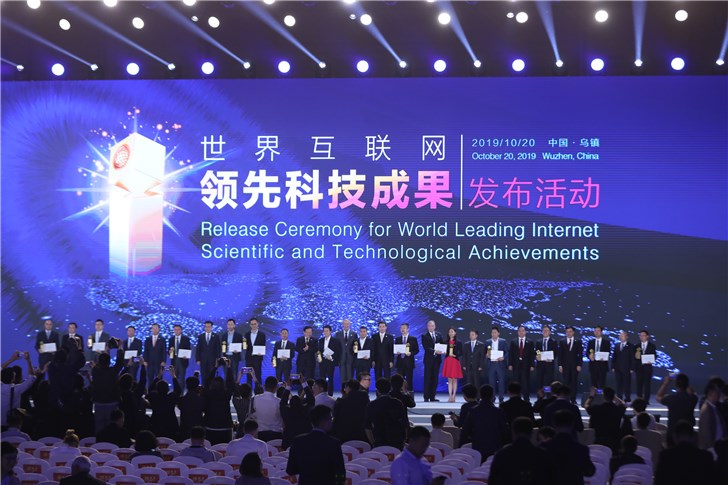 世界互联网
领先科技成果
2019/10/20 中国·乌镇
October 20, 2019 Wuzhen, China
发布活动
Release Ceremony for World Leading Internet
Scientific and Technological Achievements